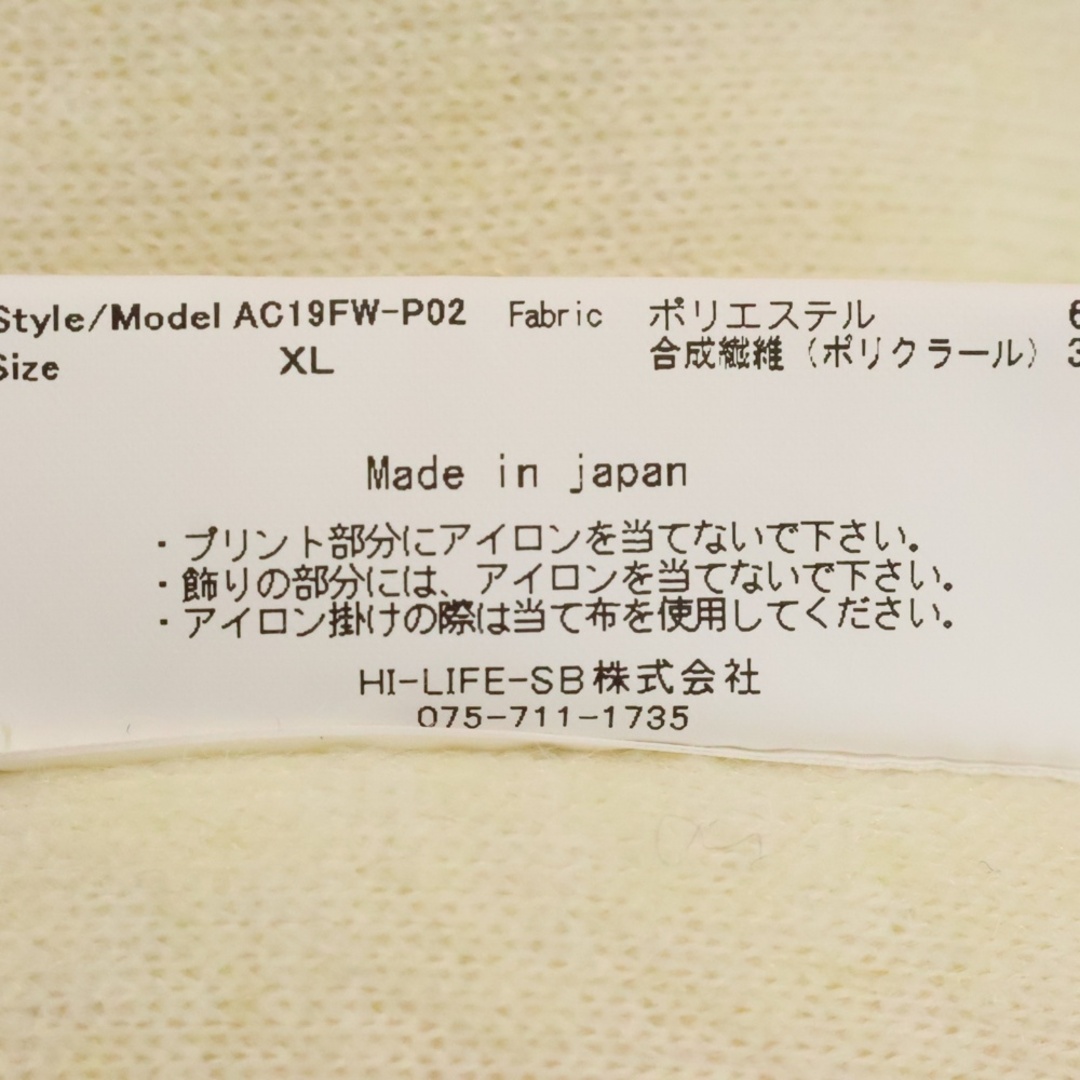 Style/Model AC19FW-P02 Fabric ポリエステル 6
Size XL 合成繊維（ポリクラール） 3
Made in japan
・プリント部分にアイロンを当てないで下さい。
・飾りの部分には、アイロンを当てないで下さい。
・アイロン掛けの際は当て布を使用してください。
HI-LIFE-SB株式会社
075-711-1735